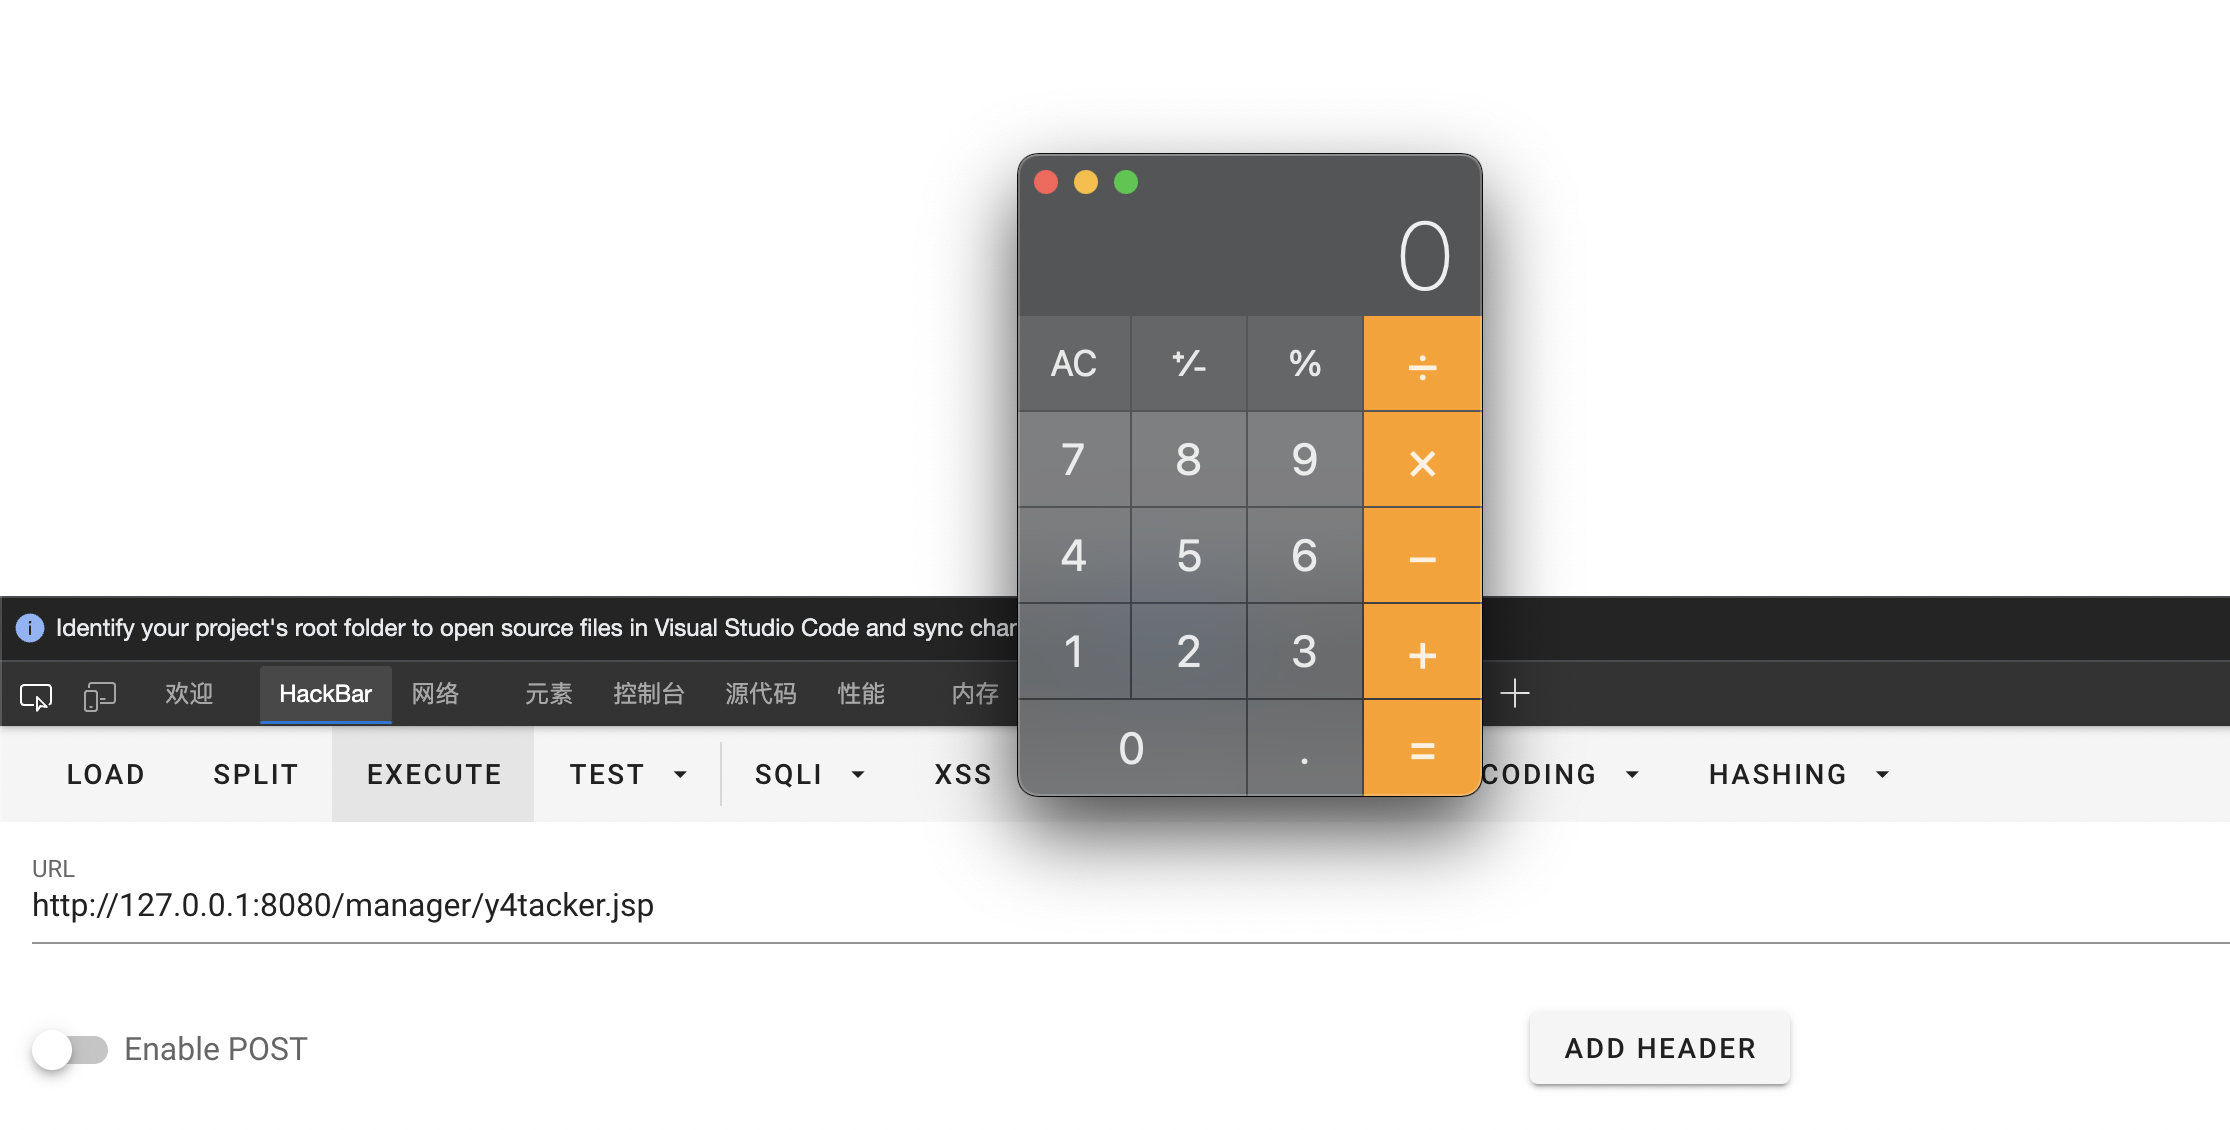 0
AC +/- % ÷
7 8 9 ×
4 5 6 −
1 2 3 +
0 . =
Identify your project's root folder to open source files in Visual Studio Code and sync
欢迎 HackBar 网络 元素 控制台 源代码 性能 内存
LOAD SPLIT EXECUTE TEST SQLI XSS CODING HASHING
URL
http://127.0.0.1:8080/manager/y4tacker.jsp
Enable POST
ADD HEADER